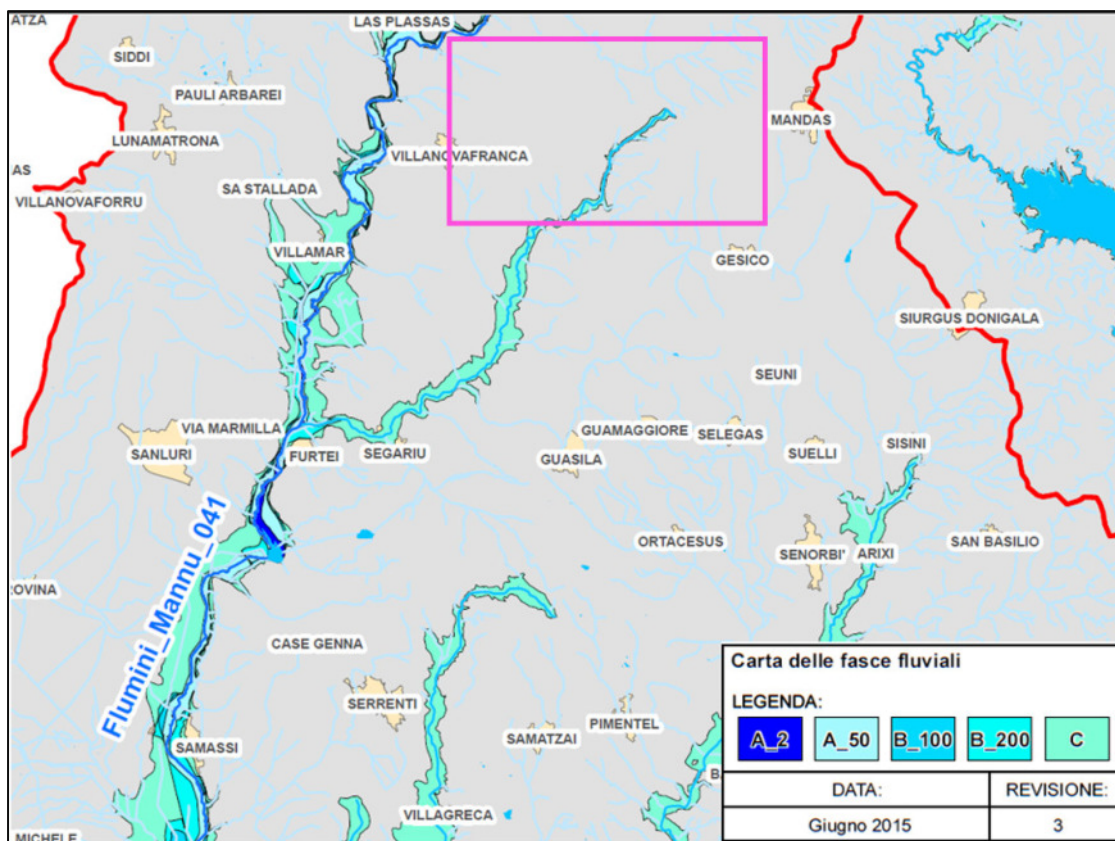 ATZA
LAS PLASSAS
SIDDI
PAULI ARBAREI
LUNAMATRONA
MANDAS
VILLANOVAFRANCA
AS
SA STALLADA
VILLANOVAFORRU
VILLAMAR
GESICO
SIURGUS DONIGALA
SEUNI
VIA MARMILLA
GUAMAGGIORE
SELEGAS
SANLURI
FURTEI
SEGARIU
GUASILA
SUELLI
SISINI
Flumini_Mannu_041
ORTACESUS
SENORBI'
ARIXI
SAN BASILIO
ROVINA
CASE GENNA
SERRENTI
PIMENTEL
SAMASSI
SAMATZAI
B
VILLAGRECA
MICHELE
Carta delle fasce fluviali
LEGENDA:
A_2 A_50 B_100 B_200 C
DATA: REVISIONE:
Giugno 2015 3